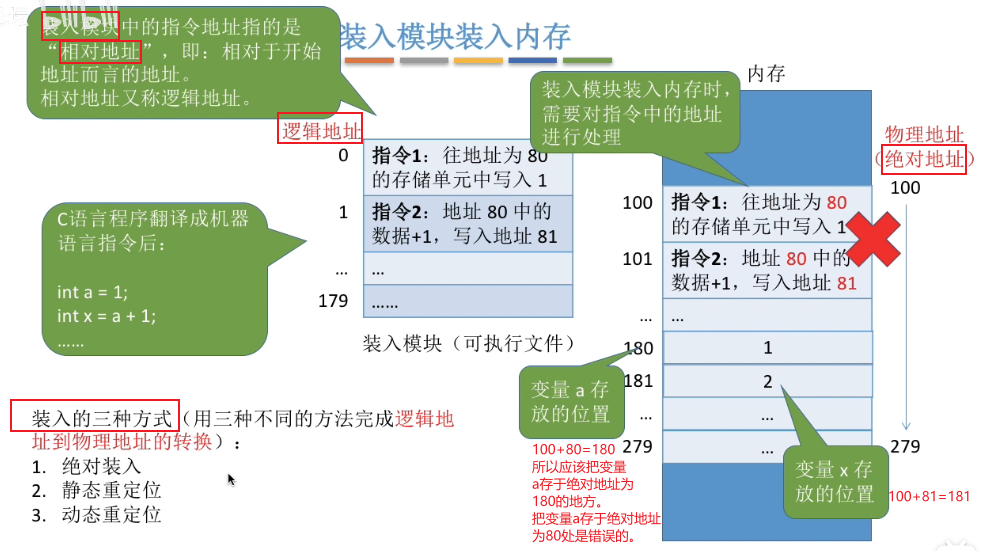 装入模块装入内存
装入模块中的指令地址指的是
“相对地址”，即：相对于开始
地址而言的地址。
相对地址又称逻辑地址。
逻辑地址
0
指令1：往地址为 80
的存储单元中写入 1
1
指令2：地址 80 中的
数据+1，写入地址 81
...
...
179
……
装入模块（可执行文件）
C语言程序翻译成机器
语言指令后：
int a = 1;
int x = a + 1;
……
装入模块装入内存时，
需要对指令中的地址
进行处理
内存
物理地址
（绝对地址）
100
100
指令1：往地址为 80
的存储单元中写入 1
101
指令2：地址 80 中的
数据+1，写入地址 81
...
...
180
1
181
2
...
...
279
...
279
变量 a 存
放的位置
变量 x 存
放的位置
100+80=180
所以应该把变量
a存于绝对地址为
180的地方。
把变量a存于绝对地址
为80处是错误的。
100+81=181
装入的三种方式（用三种不同的方法完成逻辑地
址到物理地址的转换）：
1. 绝对装入
2. 静态重定位
3. 动态重定位